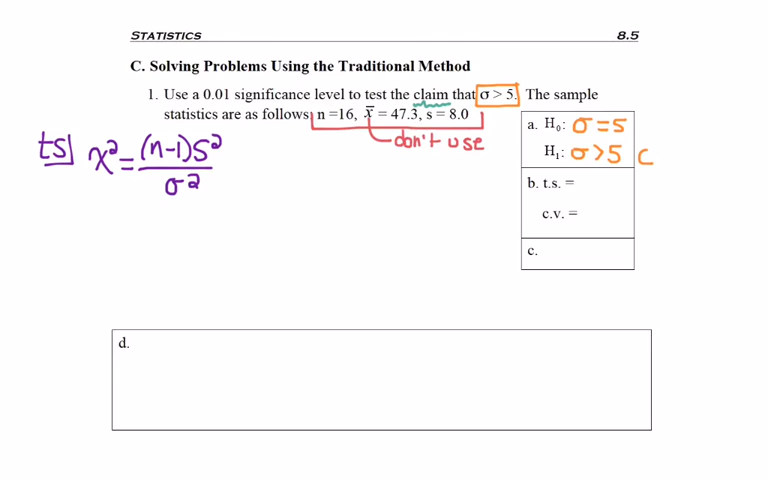 STATISTICS 8.5
C. Solving Problems Using the Traditional Method
1. Use a 0.01 significance level to test the claim that σ > 5. The sample
statistics are as follows: n =16, x̄ = 47.3, s = 8.0
don't use
a. H₀: σ = 5
H₁: σ > 5 C
b. t.s. =
c.v. =
c.
ts] χ² = (n-1)s² / σ²
d.